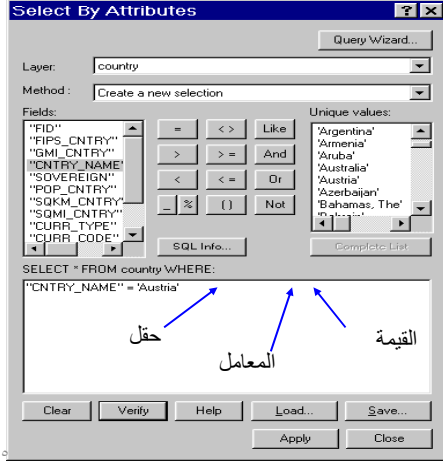 Select By Attributes
Query Wizard...
Layer: country
Method : Create a new selection
Fields: Unique values:
"FID" = < > Like 'Argentina'
"FIPS_CNTRY" 'Armenia'
"GMI_CNTRY" > > = And 'Aruba'
"CNTRY_NAME" 'Australia'
"SOVEREIGN" < < = Or 'Austria'
"POP_CNTRY" 'Azerbaijan'
"SQKM_CNTRY" _ % ( ) Not 'Bahamas, The'
"SQMI_CNTRY" 'Bahrain'
"CURR_TYPE"
"CURR_CODE" SQL Info... Complete List
SELECT * FROM country WHERE:
"CNTRY_NAME" = 'Austria'
حقل
المعامل
القيمة
Clear Verify Help Load... Save...
Apply Close